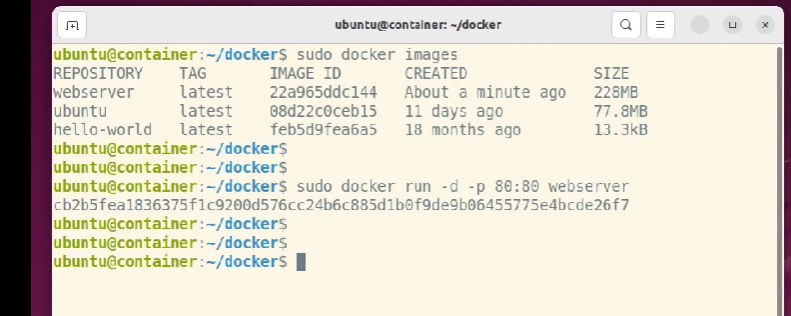 ubuntu@container: ~/docker
ubuntu@container:~/docker$ sudo docker images
REPOSITORY    TAG       IMAGE ID       CREATED              SIZE
webserver     latest    22a965ddc144   About a minute ago   228MB
ubuntu        latest    08d22c0ceb15   11 days ago          77.8MB
hello-world   latest    feb5d9fea6a5   18 months ago        13.3kB
ubuntu@container:~/docker$
ubuntu@container:~/docker$
ubuntu@container:~/docker$ sudo docker run -d -p 80:80 webserver
cb2b5fea1836375f1c9200d576cc24b6c885d1b0f9de9b06455775e4bcde26f7
ubuntu@container:~/docker$
ubuntu@container:~/docker$
ubuntu@container:~/docker$